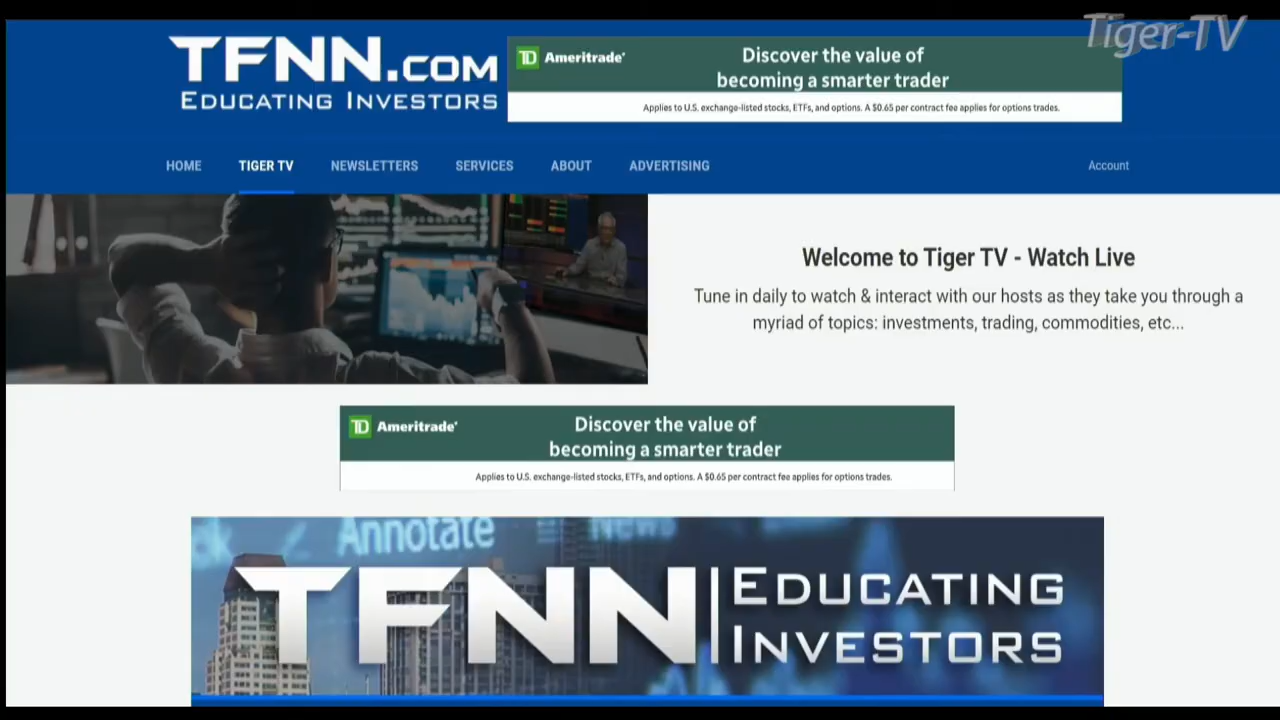 Tiger-TV
TFNN.COM
EDUCATING INVESTORS
TD Ameritrade
Discover the value of
becoming a smarter trader
Applies to U.S. exchange-listed stocks, ETFs, and options. A $0.65 per contract fee applies for options trades.
HOME TIGER TV NEWSLETTERS SERVICES ABOUT ADVERTISING Account
Welcome to Tiger TV - Watch Live
Tune in daily to watch & interact with our hosts as they take you through a
myriad of topics: investments, trading, commodities, etc...
TD Ameritrade
Discover the value of
becoming a smarter trader
Applies to U.S. exchange-listed stocks, ETFs, and options. A $0.65 per contract fee applies for options trades.
Annotate News
TFNN EDUCATING
INVESTORS